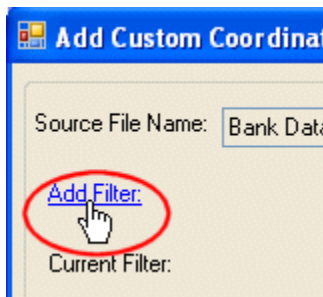 Add Custom Coordinat
Source File Name: Bank Data
Add Filter:
Current Filter: